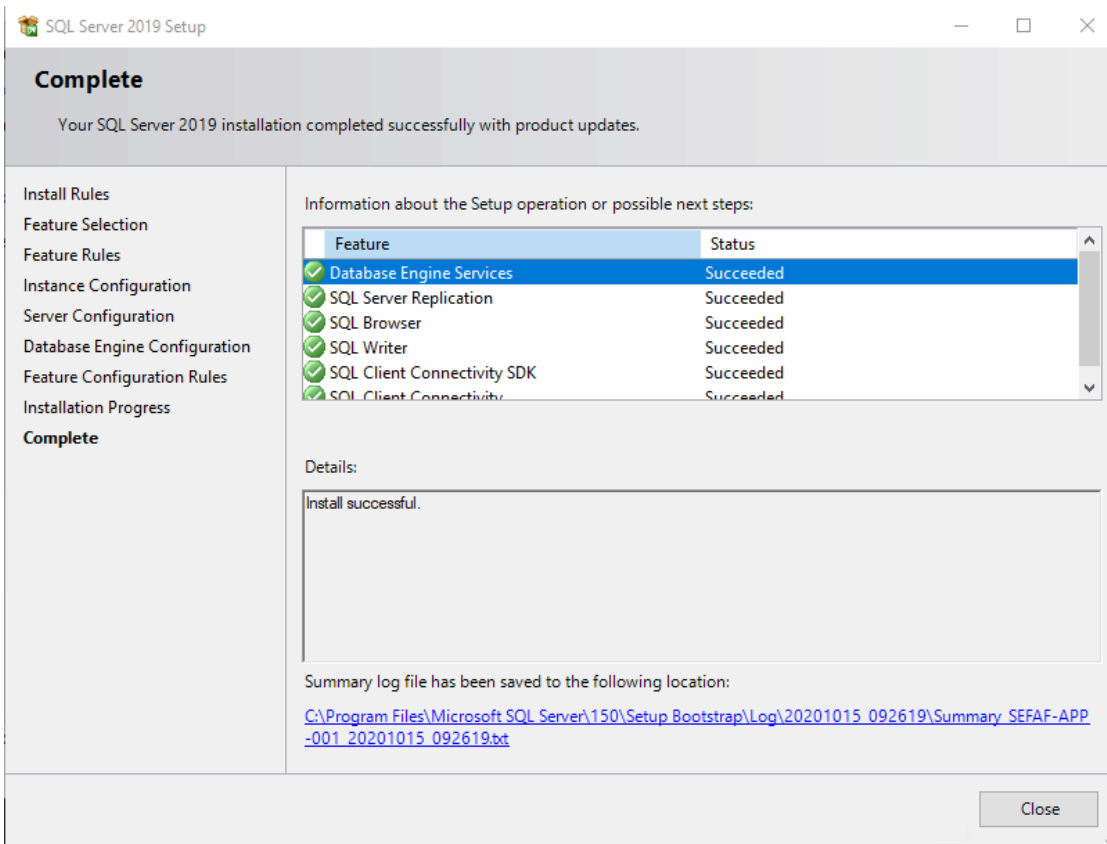 SQL Server 2019 Setup
Complete
Your SQL Server 2019 installation completed successfully with product updates.
Install Rules
Feature Selection
Feature Rules
Instance Configuration
Server Configuration
Database Engine Configuration
Feature Configuration Rules
Installation Progress
Complete
Information about the Setup operation or possible next steps:
Feature Status
Database Engine Services Succeeded
SQL Server Replication Succeeded
SQL Browser Succeeded
SQL Writer Succeeded
SQL Client Connectivity SDK Succeeded
SQL Client Connectivity Succeeded
Details:
Install successful.
Summary log file has been saved to the following location:
C:\Program Files\Microsoft SQL Server\150\Setup Bootstrap\Log\20201015_092619\Summary_SEFAF-APP
-001_20201015_092619.txt
Close